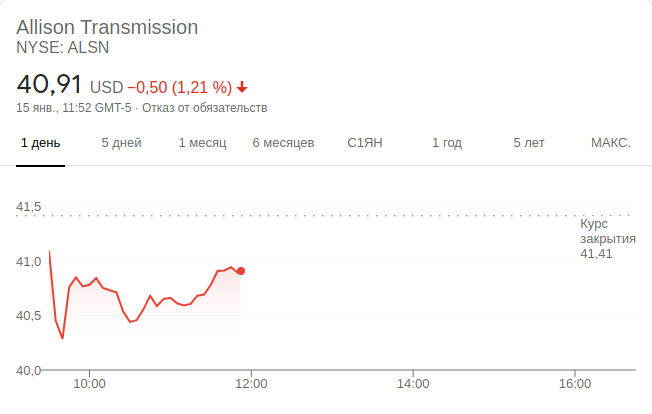 Allison Transmission
NYSE: ALSN
40,91 USD −0,50 (1,21 %)
15 янв., 11:52 GMT-5 · Отказ от обязательств
1 день 5 дней 1 месяц 6 месяцев С1ЯН 1 год 5 лет МАКС.
41,5
Курс
закрытия
41,41
41,0
40,5
40,0
10:00 12:00 14:00 16:00